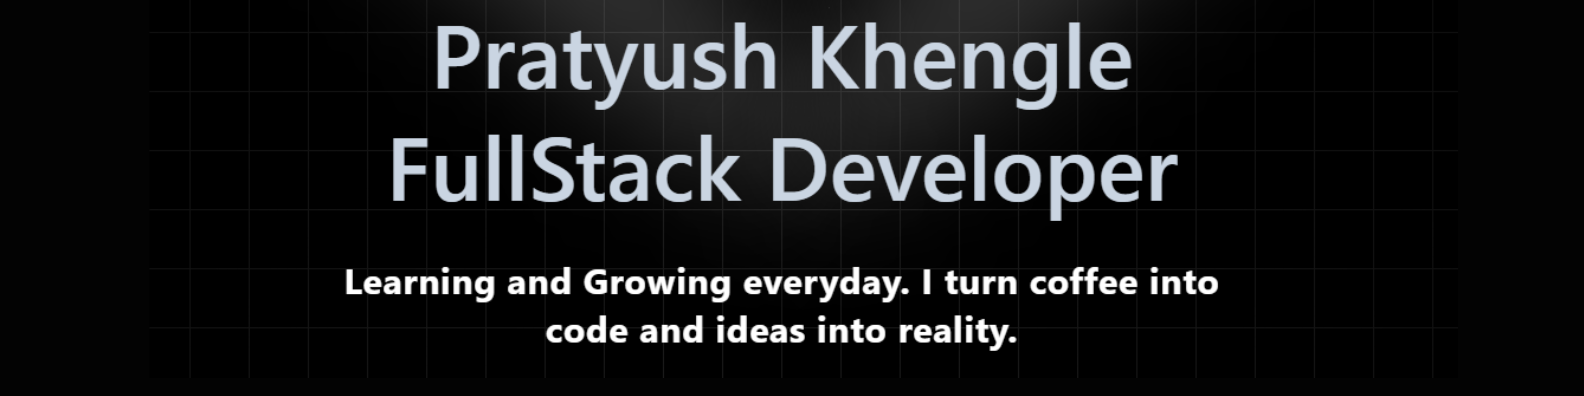 Pratyush Khengle
FullStack Developer
Learning and Growing everyday. I turn coffee into
code and ideas into reality.